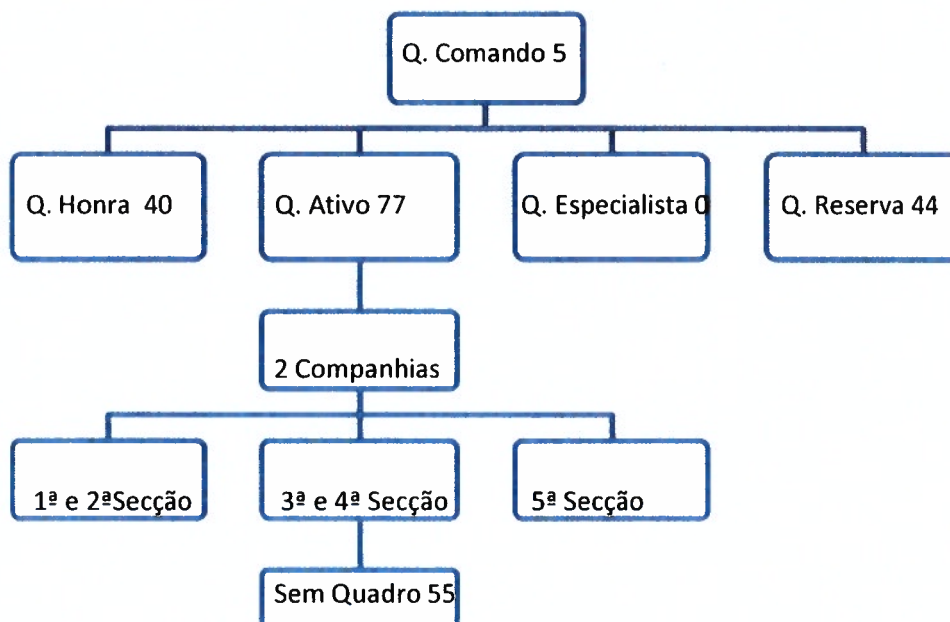 Q. Comando 5
Q. Honra 40
Q. Ativo 77
Q. Especialista 0
Q. Reserva 44
2 Companhias
1ª e 2ªSecção
3ª e 4ª Secção
5ª Secção
Sem Quadro 55